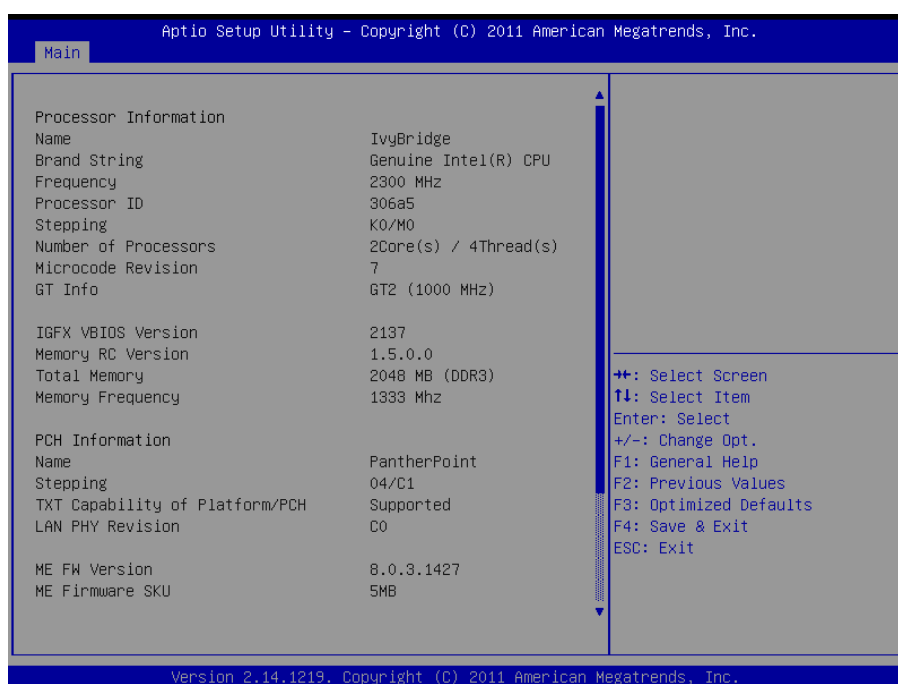 Aptio Setup Utility – Copyright (C) 2011 American Megatrends, Inc.
Main
Processor Information
Name IvyBridge
Brand String Genuine Intel(R) CPU
Frequency 2300 MHz
Processor ID 306a5
Stepping K0/M0
Number of Processors 2Core(s) / 4Thread(s)
Microcode Revision 7
GT Info GT2 (1000 MHz)
IGFX VBIOS Version 2137
Memory RC Version 1.5.0.0
Total Memory 2048 MB (DDR3)
Memory Frequency 1333 Mhz
PCH Information
Name PantherPoint
Stepping 04/C1
TXT Capability of Platform/PCH Supported
LAN PHY Revision C0
ME FW Version 8.0.3.1427
ME Firmware SKU 5MB
→←: Select Screen
↑↓: Select Item
Enter: Select
+/-: Change Opt.
F1: General Help
F2: Previous Values
F3: Optimized Defaults
F4: Save & Exit
ESC: Exit
Version 2.14.1219. Copyright (C) 2011 American Megatrends, Inc.